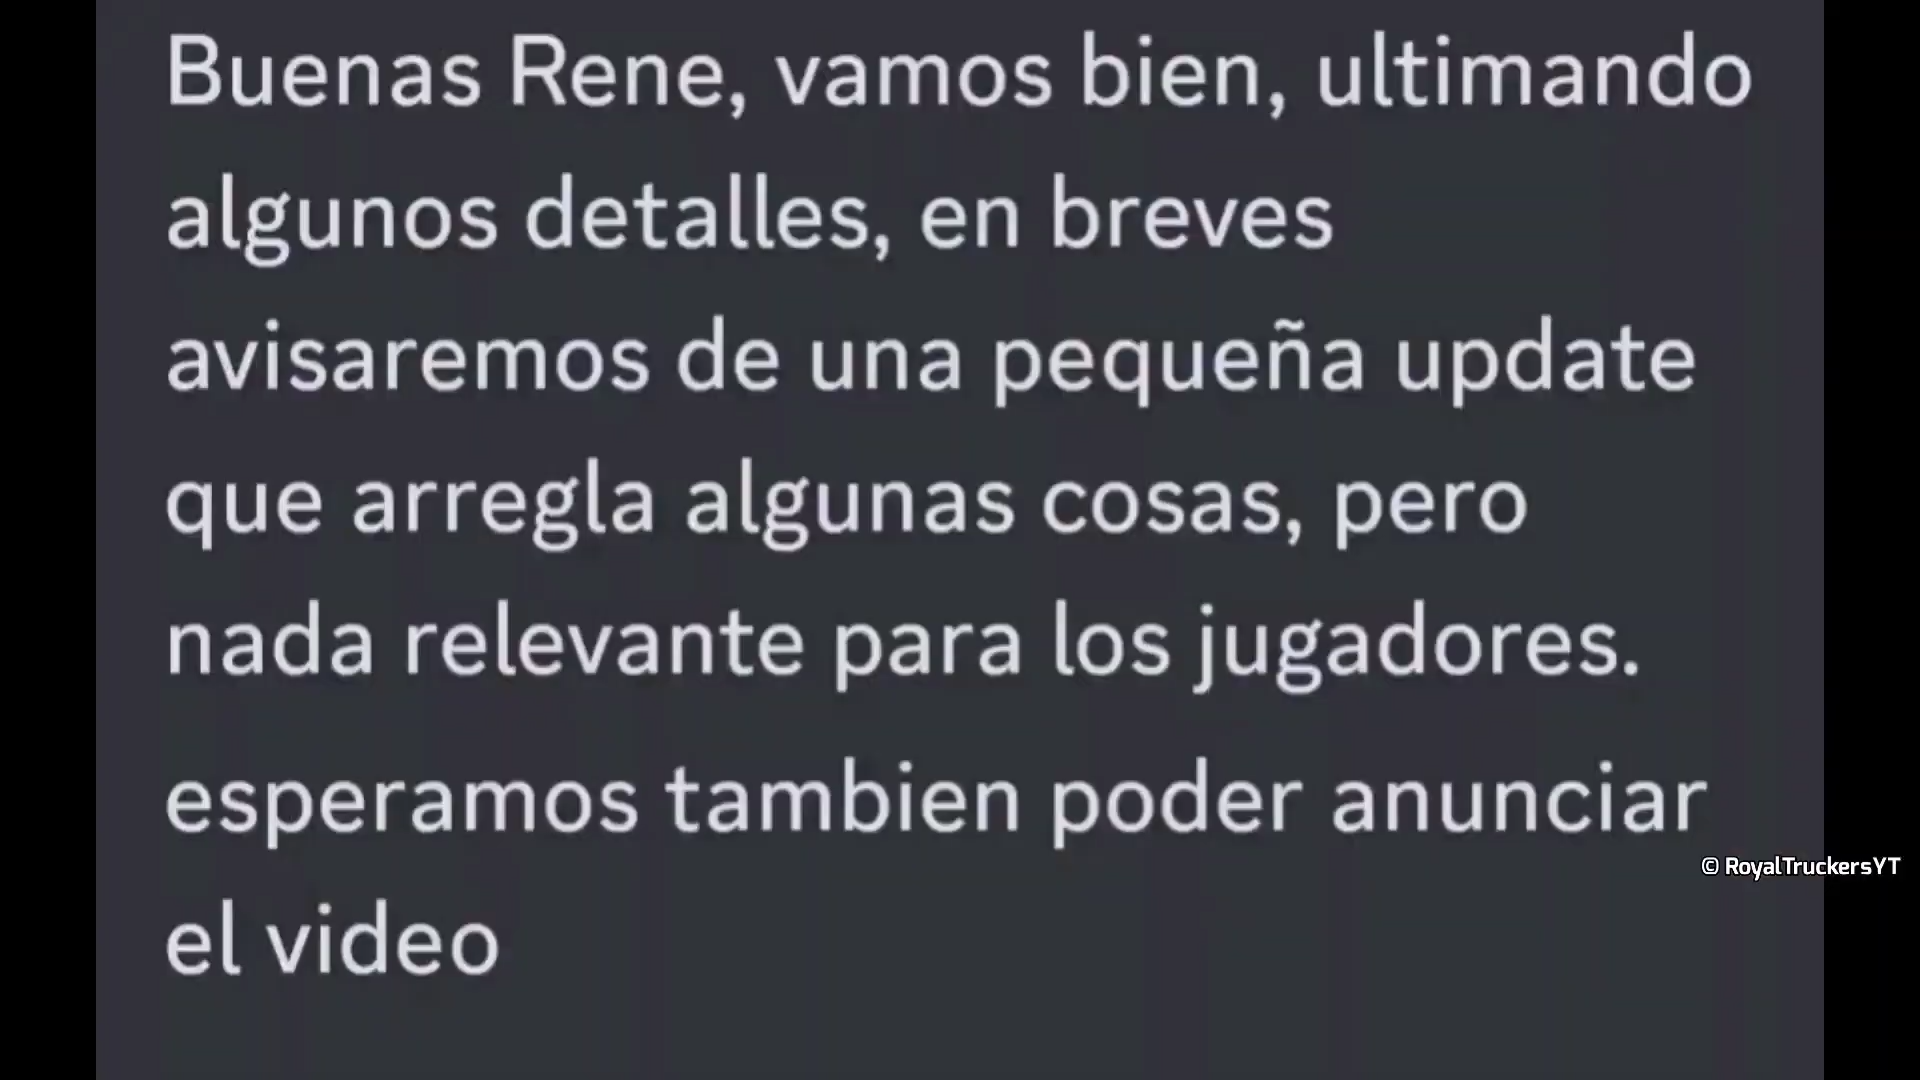 Buenas Rene, vamos bien, ultimando
algunos detalles, en breves
avisaremos de una pequeña update
que arregla algunas cosas, pero
nada relevante para los jugadores.
esperamos tambien poder anunciar
© RoyalTruckersYT
el video